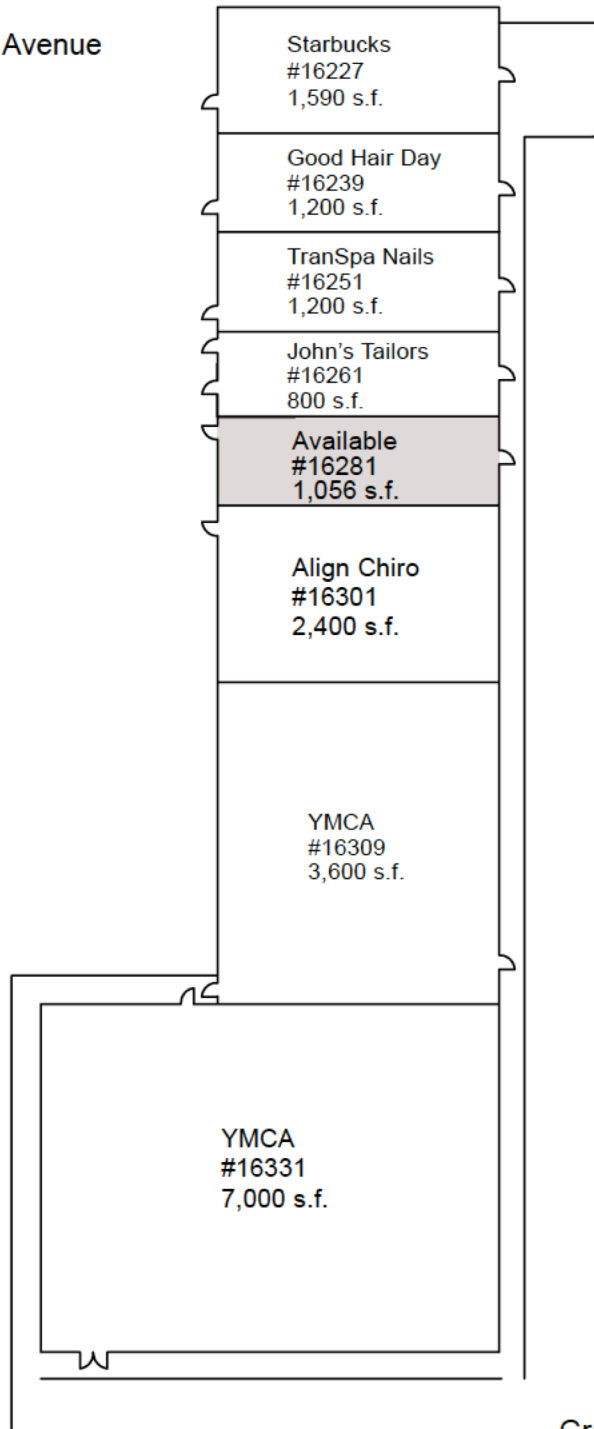 Avenue
Starbucks
#16227
1,590 s.f.
Good Hair Day
#16239
1,200 s.f.
TranSpa Nails
#16251
1,200 s.f.
John's Tailors
#16261
800 s.f.
Available
#16281
1,056 s.f.
Align Chiro
#16301
2,400 s.f.
YMCA
#16309
3,600 s.f.
YMCA
#16331
7,000 s.f.